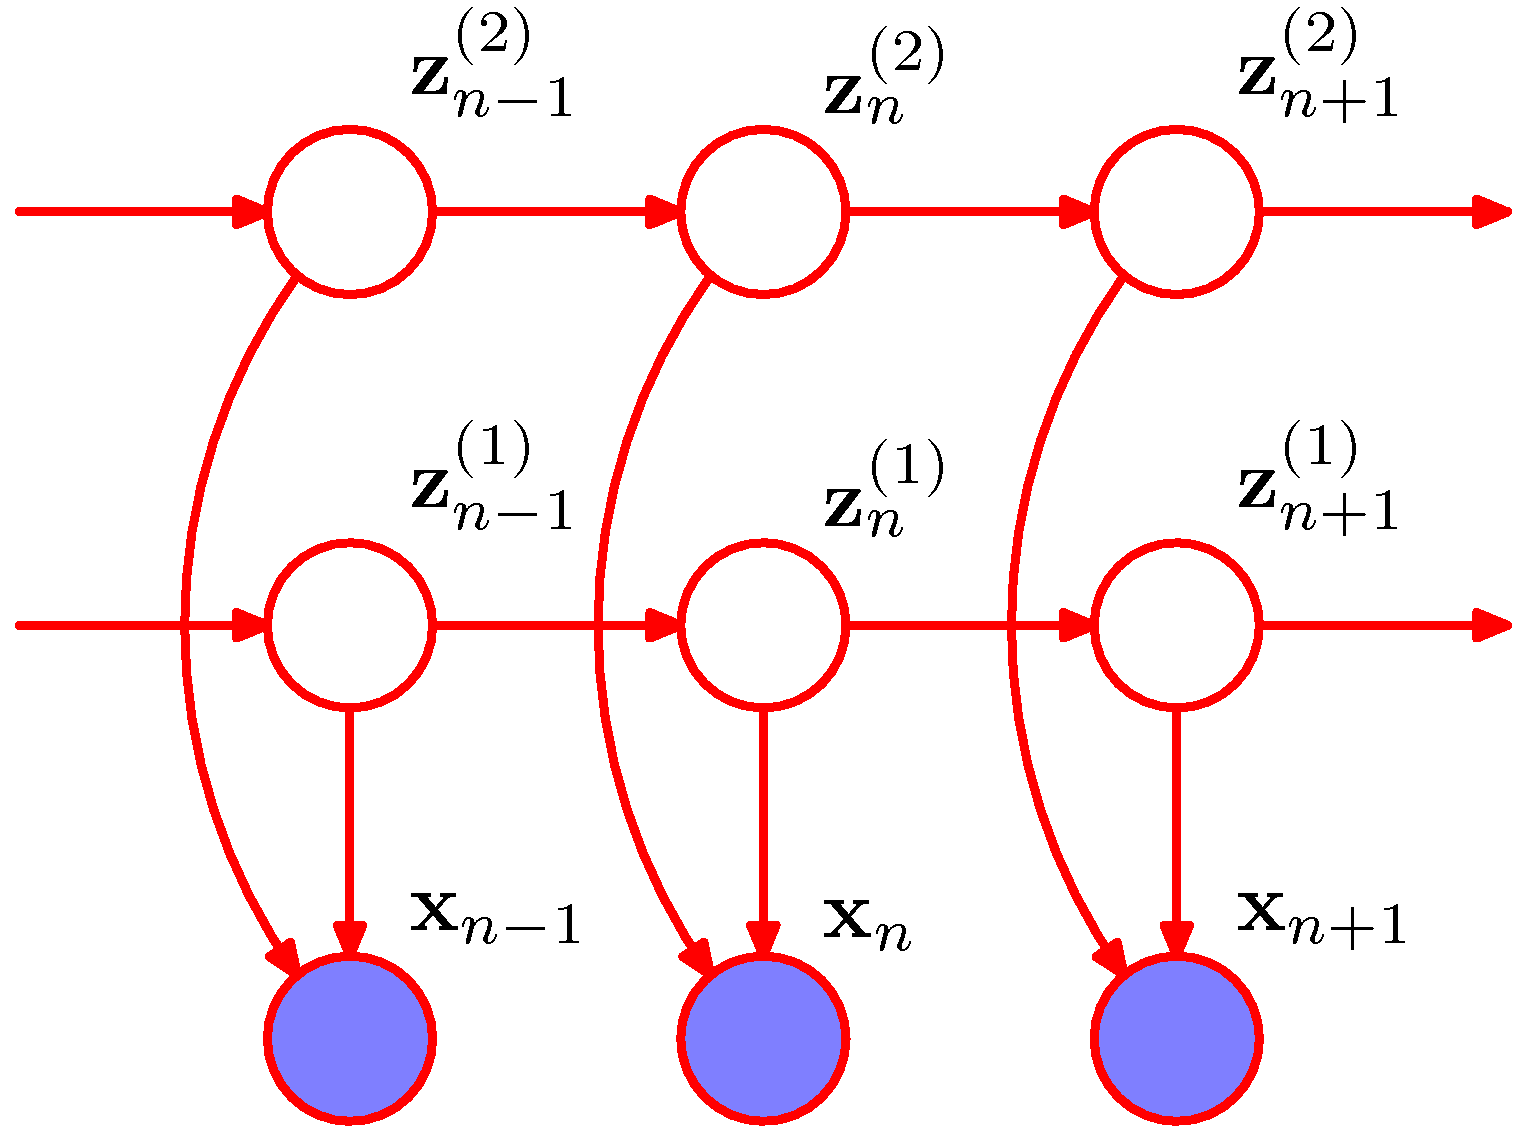 z_{n-1}^{(2)} z_n^{(2)} z_{n+1}^{(2)}
z_{n-1}^{(1)} z_n^{(1)} z_{n+1}^{(1)}
x_{n-1} x_n x_{n+1}